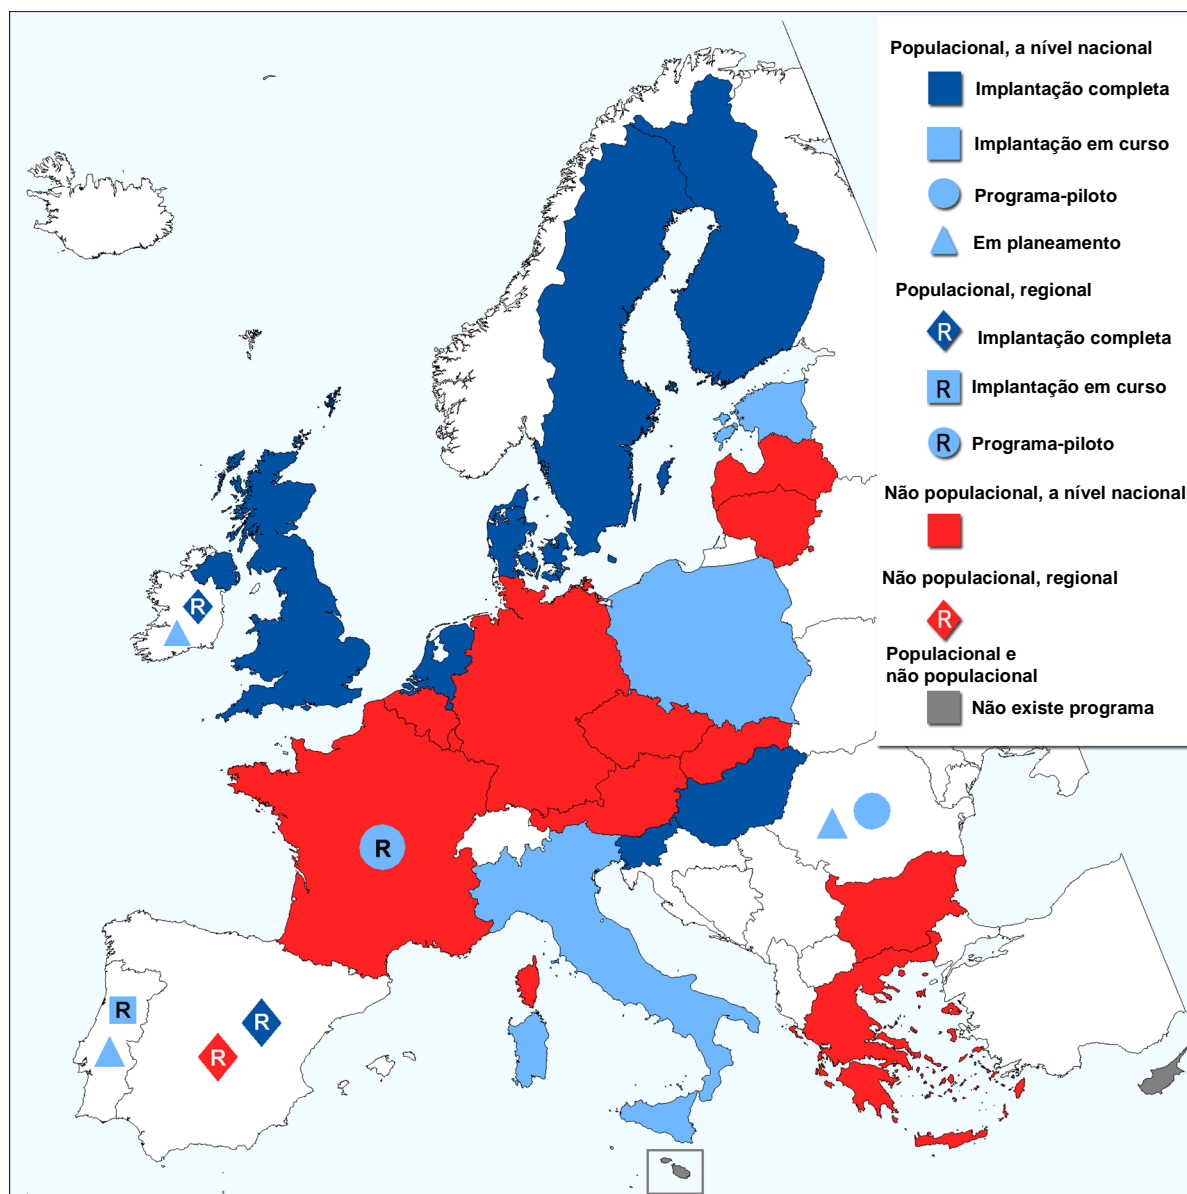 Populacional, a nível nacional
Implantação completa
Implantação em curso
Programa-piloto
Em planeamento
Populacional, regional
R Implantação completa
R Implantação em curso
R Programa-piloto
Não populacional, a nível nacional
Não populacional, regional
R
Populacional e
não populacional
Não existe programa
R
R
R
R
R